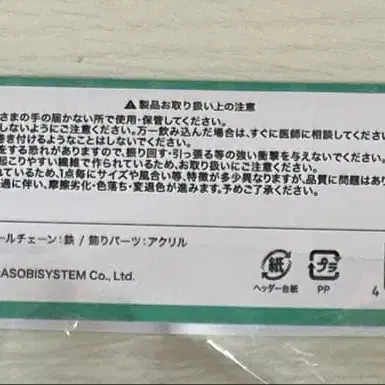 ⚠製品お取り扱い上の注意
さまの手の届かない所で使用・保管してください。
しないようにご注意ください。万一飲み込んだ場合は、すぐに医師に相談してください
巻き付けるようなことはしないでください。
をする恐れがありますので、振り回す・引っ張る等の強い衝撃を与えないでください。
起こりやすい繊維で作られているため、お取り扱いにご注意ください。
れているため、1点毎にサイズや風合い等、特徴が多少異なりますが、品質に問題はあり
過に伴い、摩擦劣化・色落ち・変退色が進みます。予めご了承ください。
ールチェーン:鉄 / 飾りパーツ:アクリル
ASOBISYSTEM Co., Ltd.
紙
プラ
ヘッダー台紙
PP
4